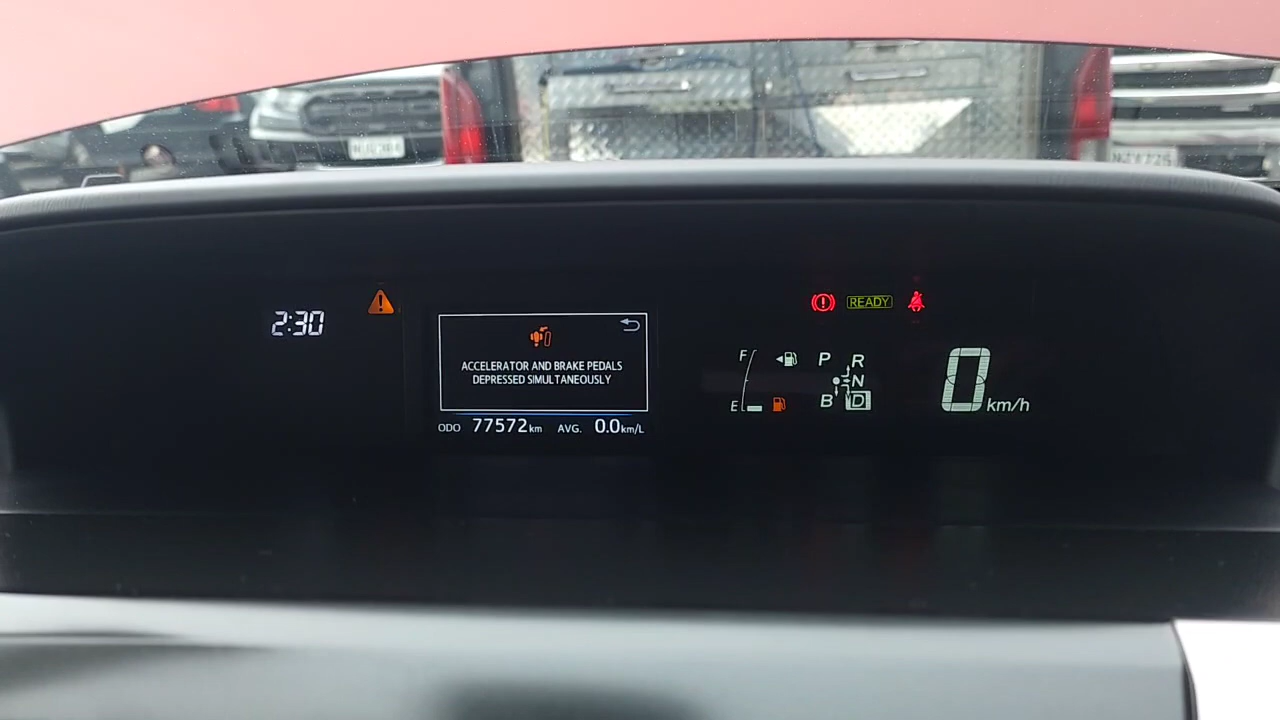 2:30
READY
ACCELERATOR AND BRAKE PEDALS
DEPRESSED SIMULTANEOUSLY
ODO 77572 km AVG. 0.0 km/L
F
E
P R
N
B D
0 km/h